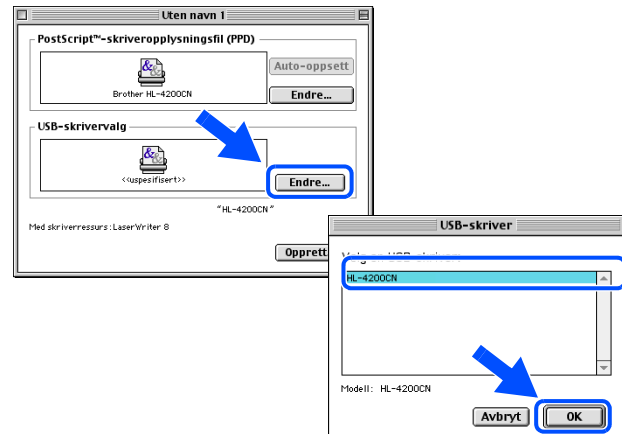 Uten navn 1
PostScript™-skriveropplysningsfil (PPD)
Auto-oppsett
Brother HL-4200CN
Endre...
USB-skrivervalg
<<uspesifisert>>
Endre...
"HL-4200CN"
Med skriverressurs: LaserWriter 8
Opprett
USB-skriver
HL-4200CN
Modell: HL-4200CN
Avbryt
OK